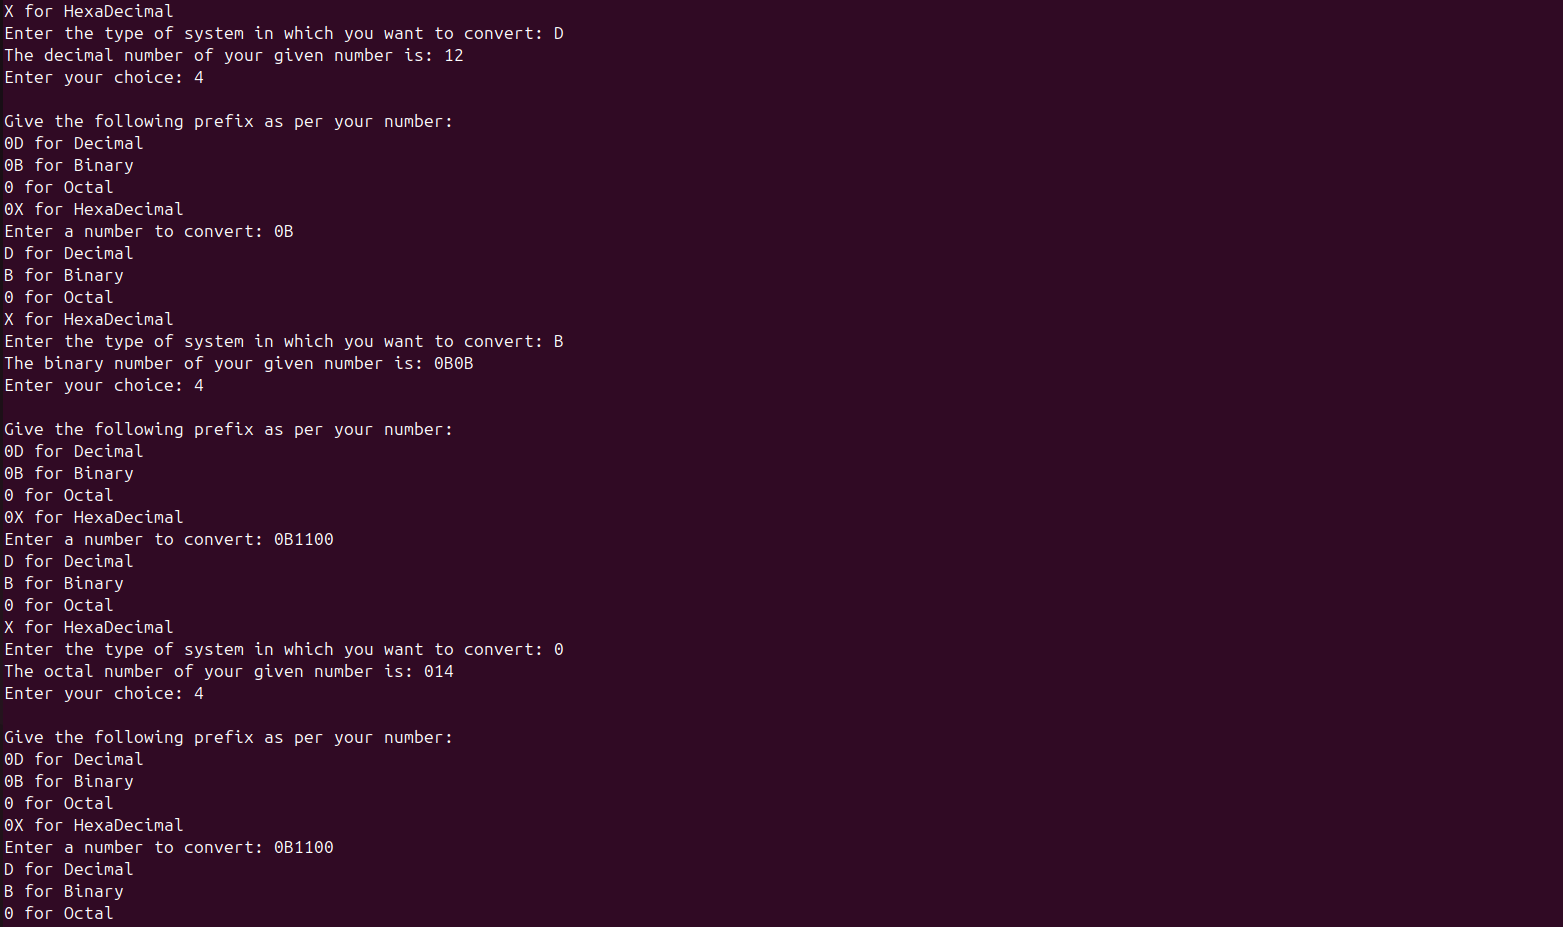 X for HexaDecimal
Enter the type of system in which you want to convert: D
The decimal number of your given number is: 12
Enter your choice: 4
Give the following prefix as per your number:
0D for Decimal
0B for Binary
0 for Octal
0X for HexaDecimal
Enter a number to convert: 0B
D for Decimal
B for Binary
0 for Octal
X for HexaDecimal
Enter the type of system in which you want to convert: B
The binary number of your given number is: 0B0B
Enter your choice: 4
Give the following prefix as per your number:
0D for Decimal
0B for Binary
0 for Octal
0X for HexaDecimal
Enter a number to convert: 0B1100
D for Decimal
B for Binary
0 for Octal
X for HexaDecimal
Enter the type of system in which you want to convert: 0
The octal number of your given number is: 014
Enter your choice: 4
Give the following prefix as per your number:
0D for Decimal
0B for Binary
0 for Octal
0X for HexaDecimal
Enter a number to convert: 0B1100
D for Decimal
B for Binary
0 for Octal